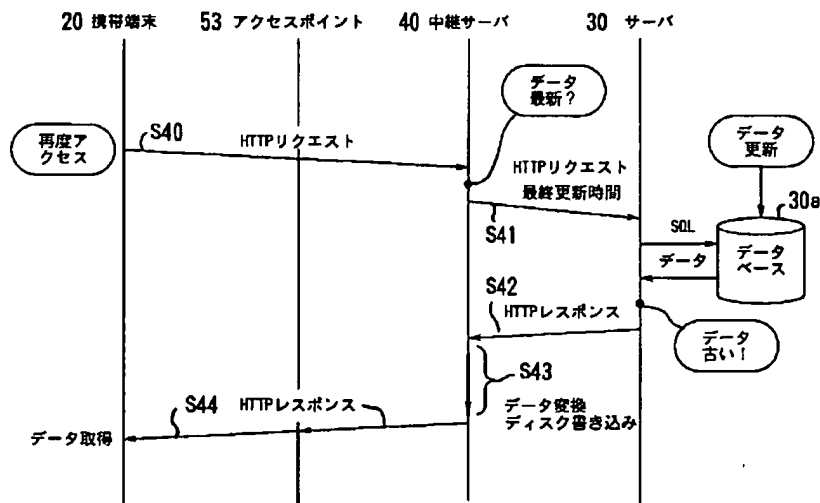 20 携帯端末
53 アクセスポイント
40 中継サーバ
30 サーバ
データ
最新?
再度ア
クセス
S40
HTTPリクエスト
データ
更新
HTTPリクエスト
最終更新時間
S41
30a
SQL
データ
データ
ベース
S42
HTTPレスポンス
データ
古い!
S43
データ変換
ディスク書き込み
S44
HTTPレスポンス
データ取得